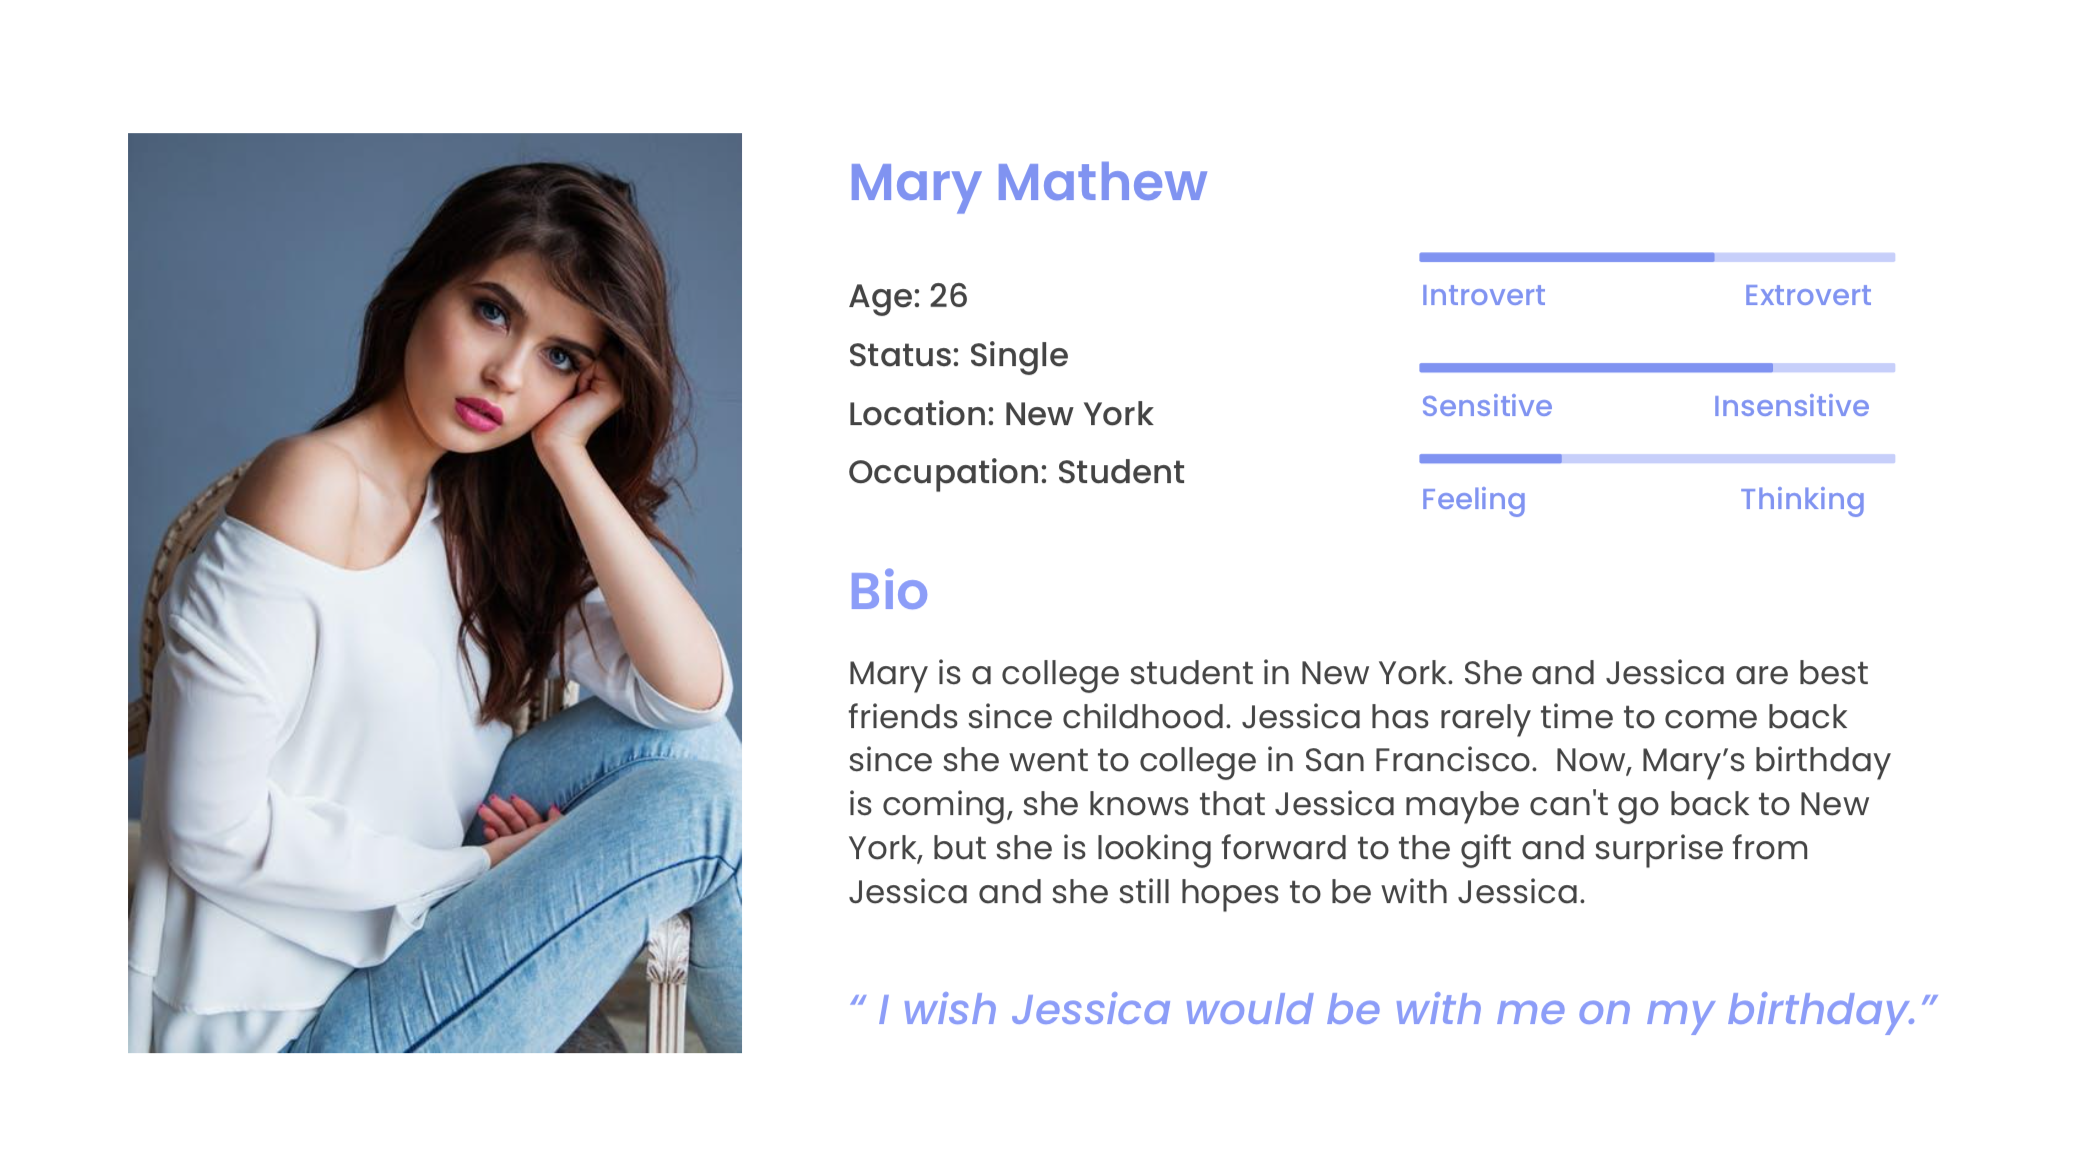 Mary Mathew
Age: 26
Status: Single
Location: New York
Occupation: Student
Introvert Extrovert
Sensitive Insensitive
Feeling Thinking
Bio
Mary is a college student in New York. She and Jessica are best
friends since childhood. Jessica has rarely time to come back
since she went to college in San Francisco.  Now, Mary’s birthday
is coming, she knows that Jessica maybe can't go back to New
York, but she is looking forward to the gift and surprise from
Jessica and she still hopes to be with Jessica.
“ I wish Jessica would be with me on my birthday.”